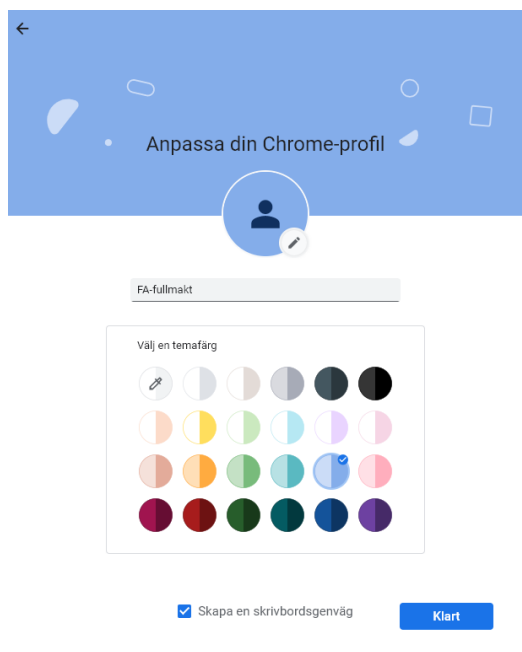 Anpassa din Chrome-profil
FA-fullmakt
Välj en temafärg
Skapa en skrivbordsgenväg
Klart